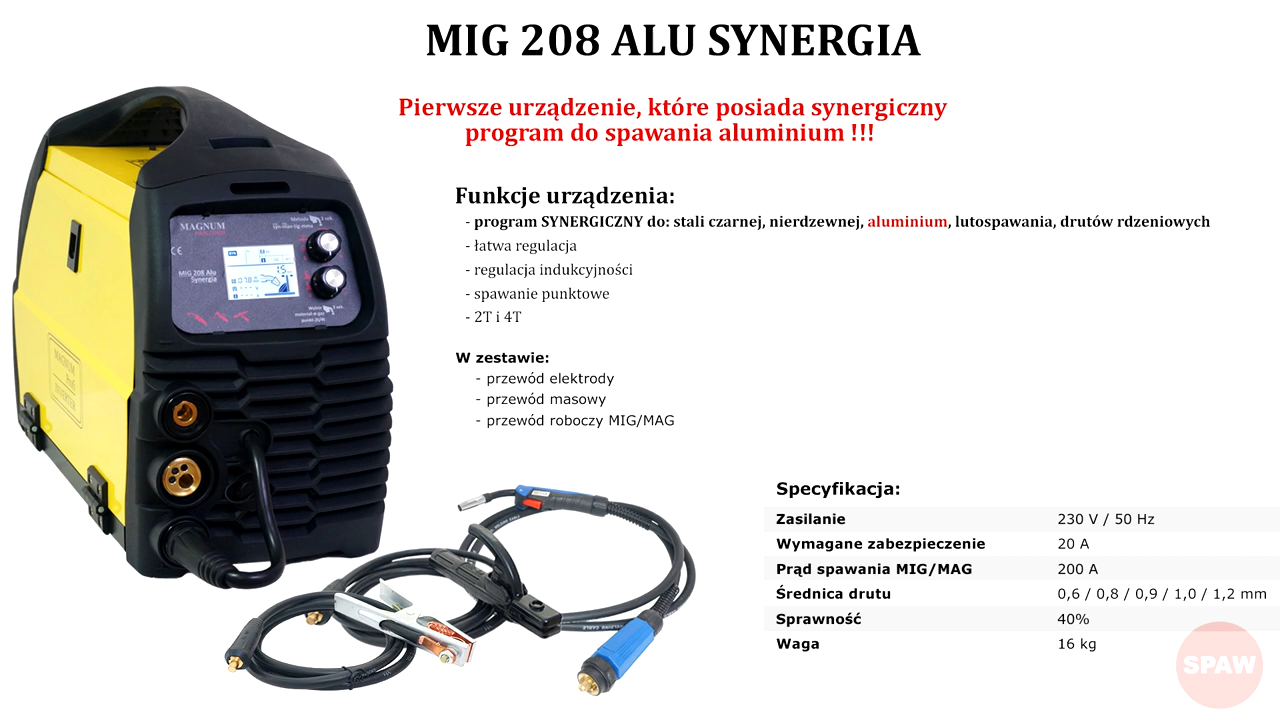 MIG 208 ALU SYNERGIA
Pierwsze urządzenie, które posiada synergiczny
program do spawania aluminium !!!
Funkcje urządzenia:
- program SYNERGICZNY do: stali czarnej, nierdzewnej, aluminium, lutospawania, drutów rdzeniowych
- łatwa regulacja
- regulacja indukcyjności
- spawanie punktowe
- 2T i 4T
W zestawie:
- przewód elektrody
- przewód masowy
- przewód roboczy MIG/MAG
MAGNUM
CE
MIG 208 Alu
Synergia
MAGNUM
INVERTER
Specyfikacja:
Zasilanie 230 V / 50 Hz
Wymagane zabezpieczenie 20 A
Prąd spawania MIG/MAG 200 A
Średnica drutu 0,6 / 0,8 / 0,9 / 1,0 / 1,2 mm
Sprawność 40%
Waga 16 kg
SPAW